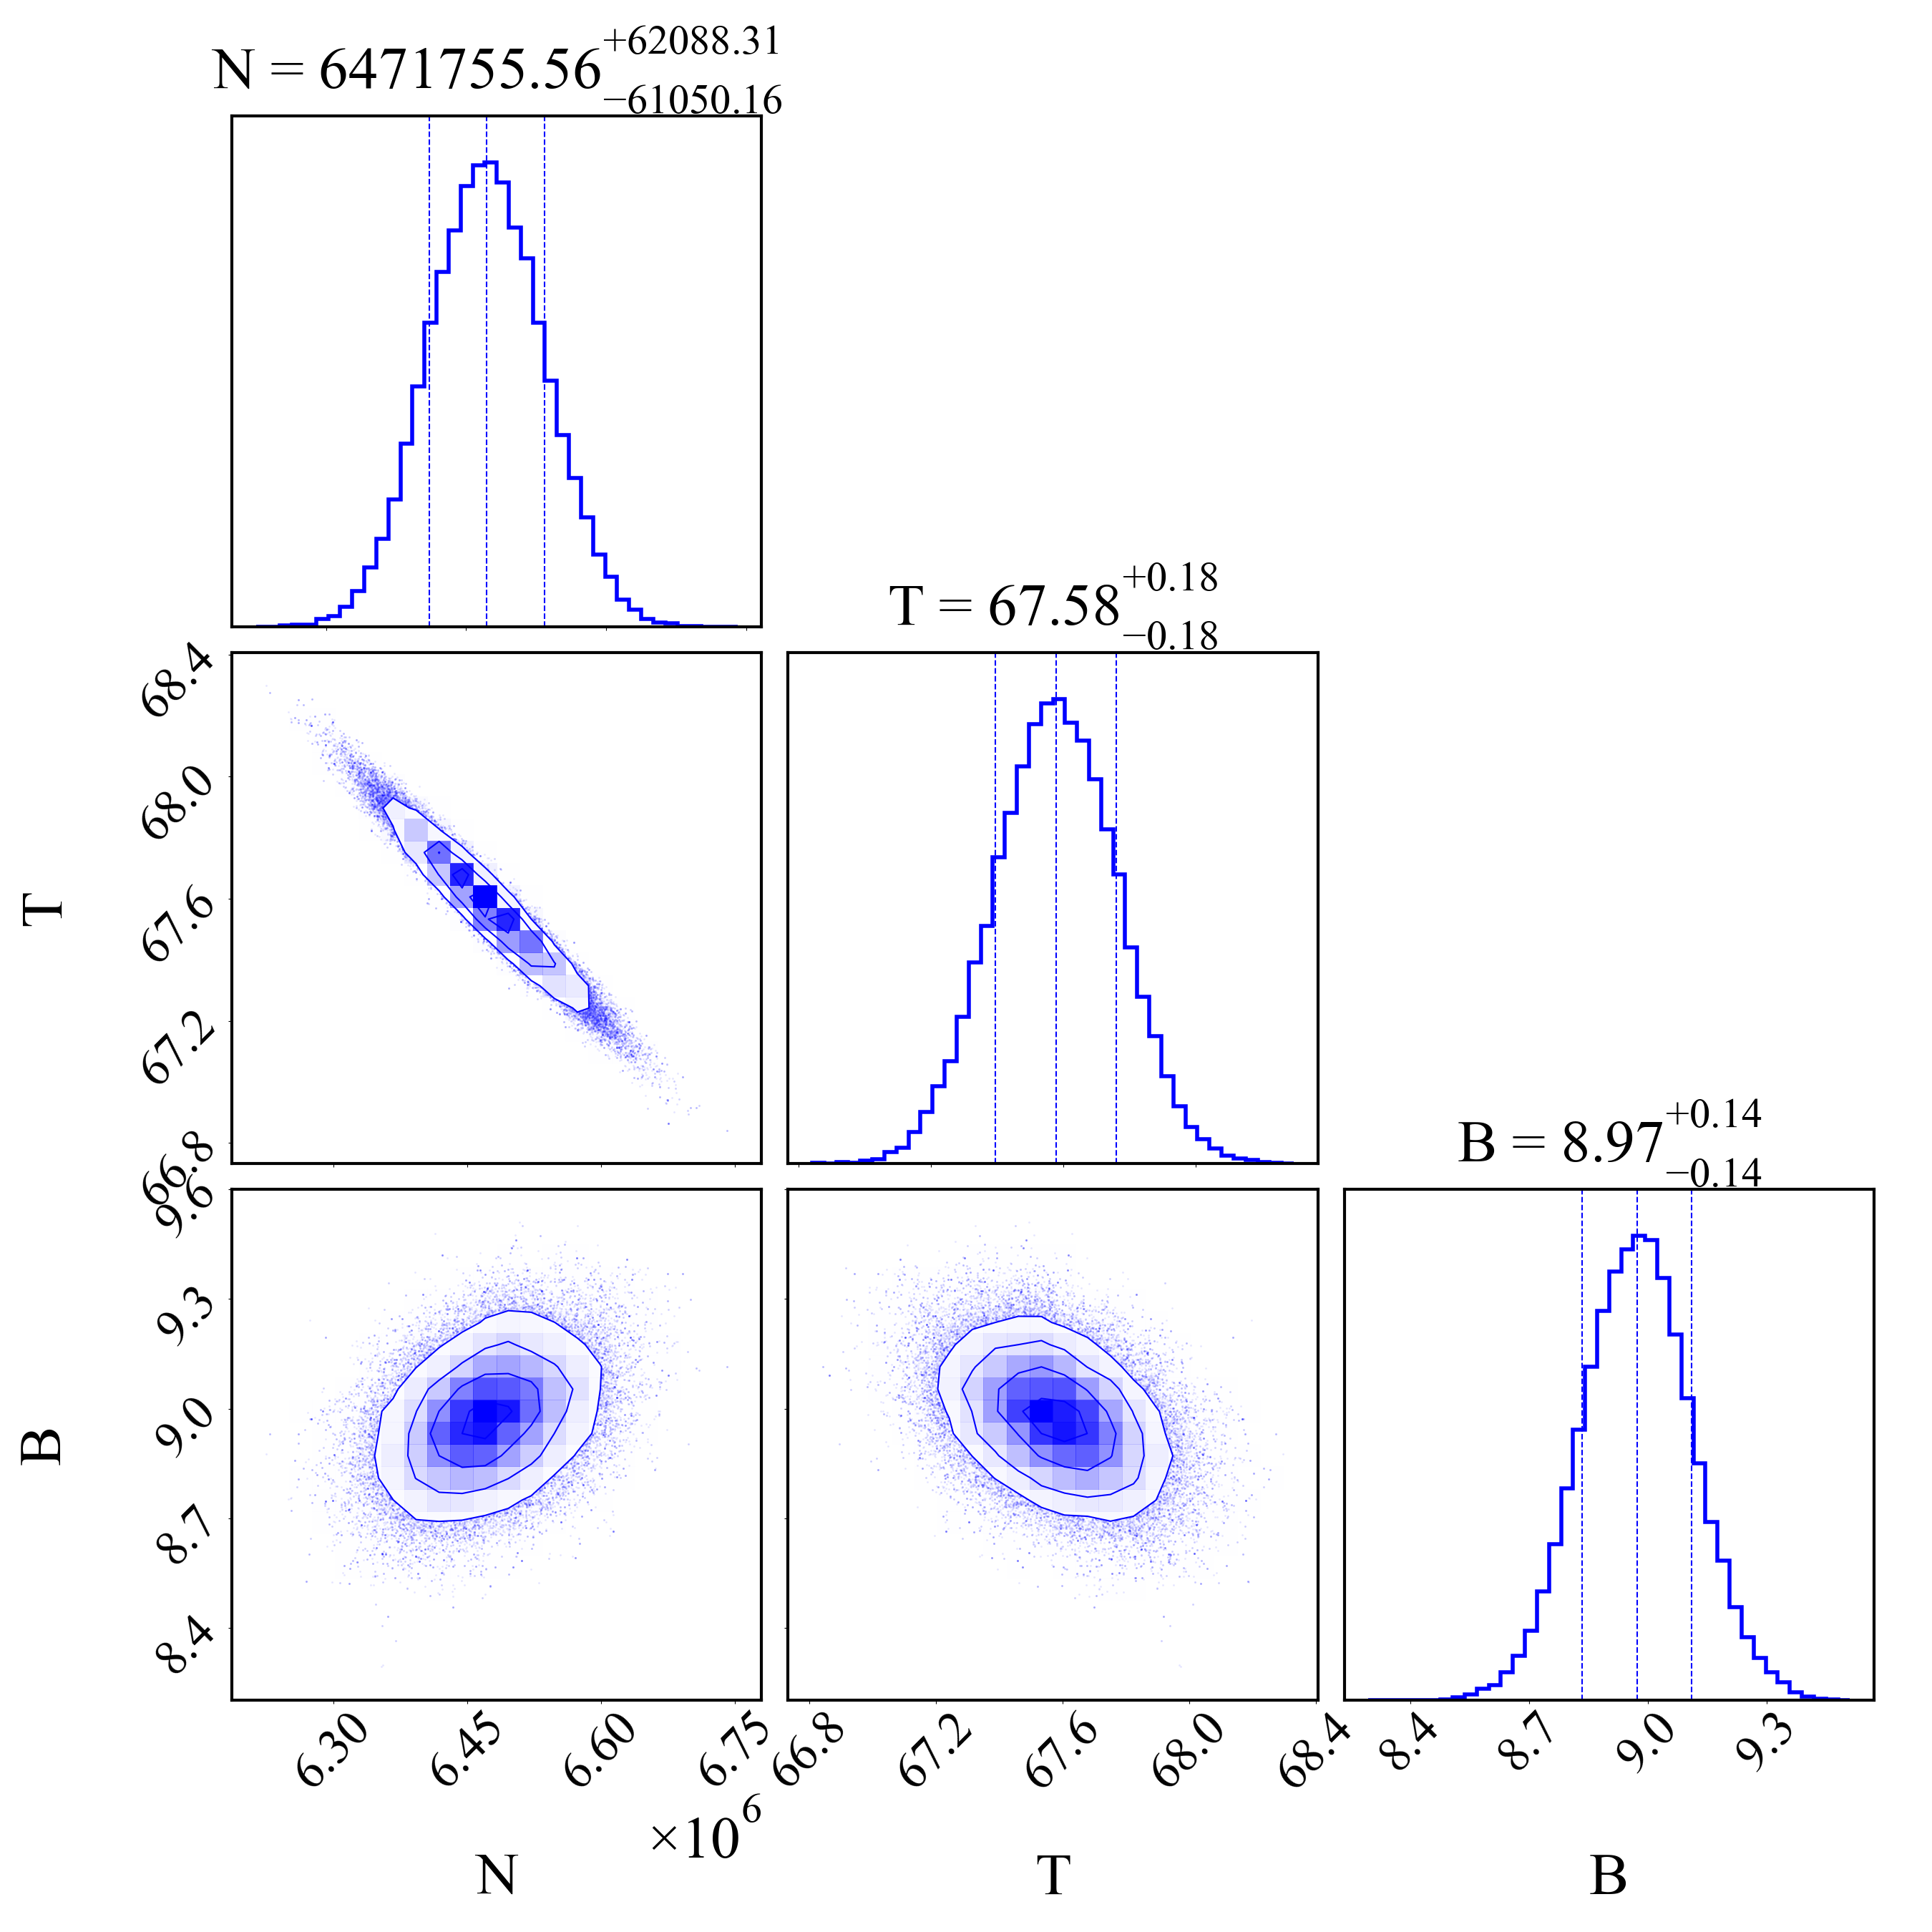 N = 6471755.56 +62088.31 −61050.16
T = 67.58 +0.18 −0.18
68.4
68.0
67.6
67.2
66.8
T
B = 8.97 +0.14 −0.14
9.6
9.3
9.0
8.7
8.4
B
6.30 6.45 6.60 6.75 66.8 67.2 67.6 68.0 68.4 8.4 8.7 9.0 9.3
×10⁶
N T B